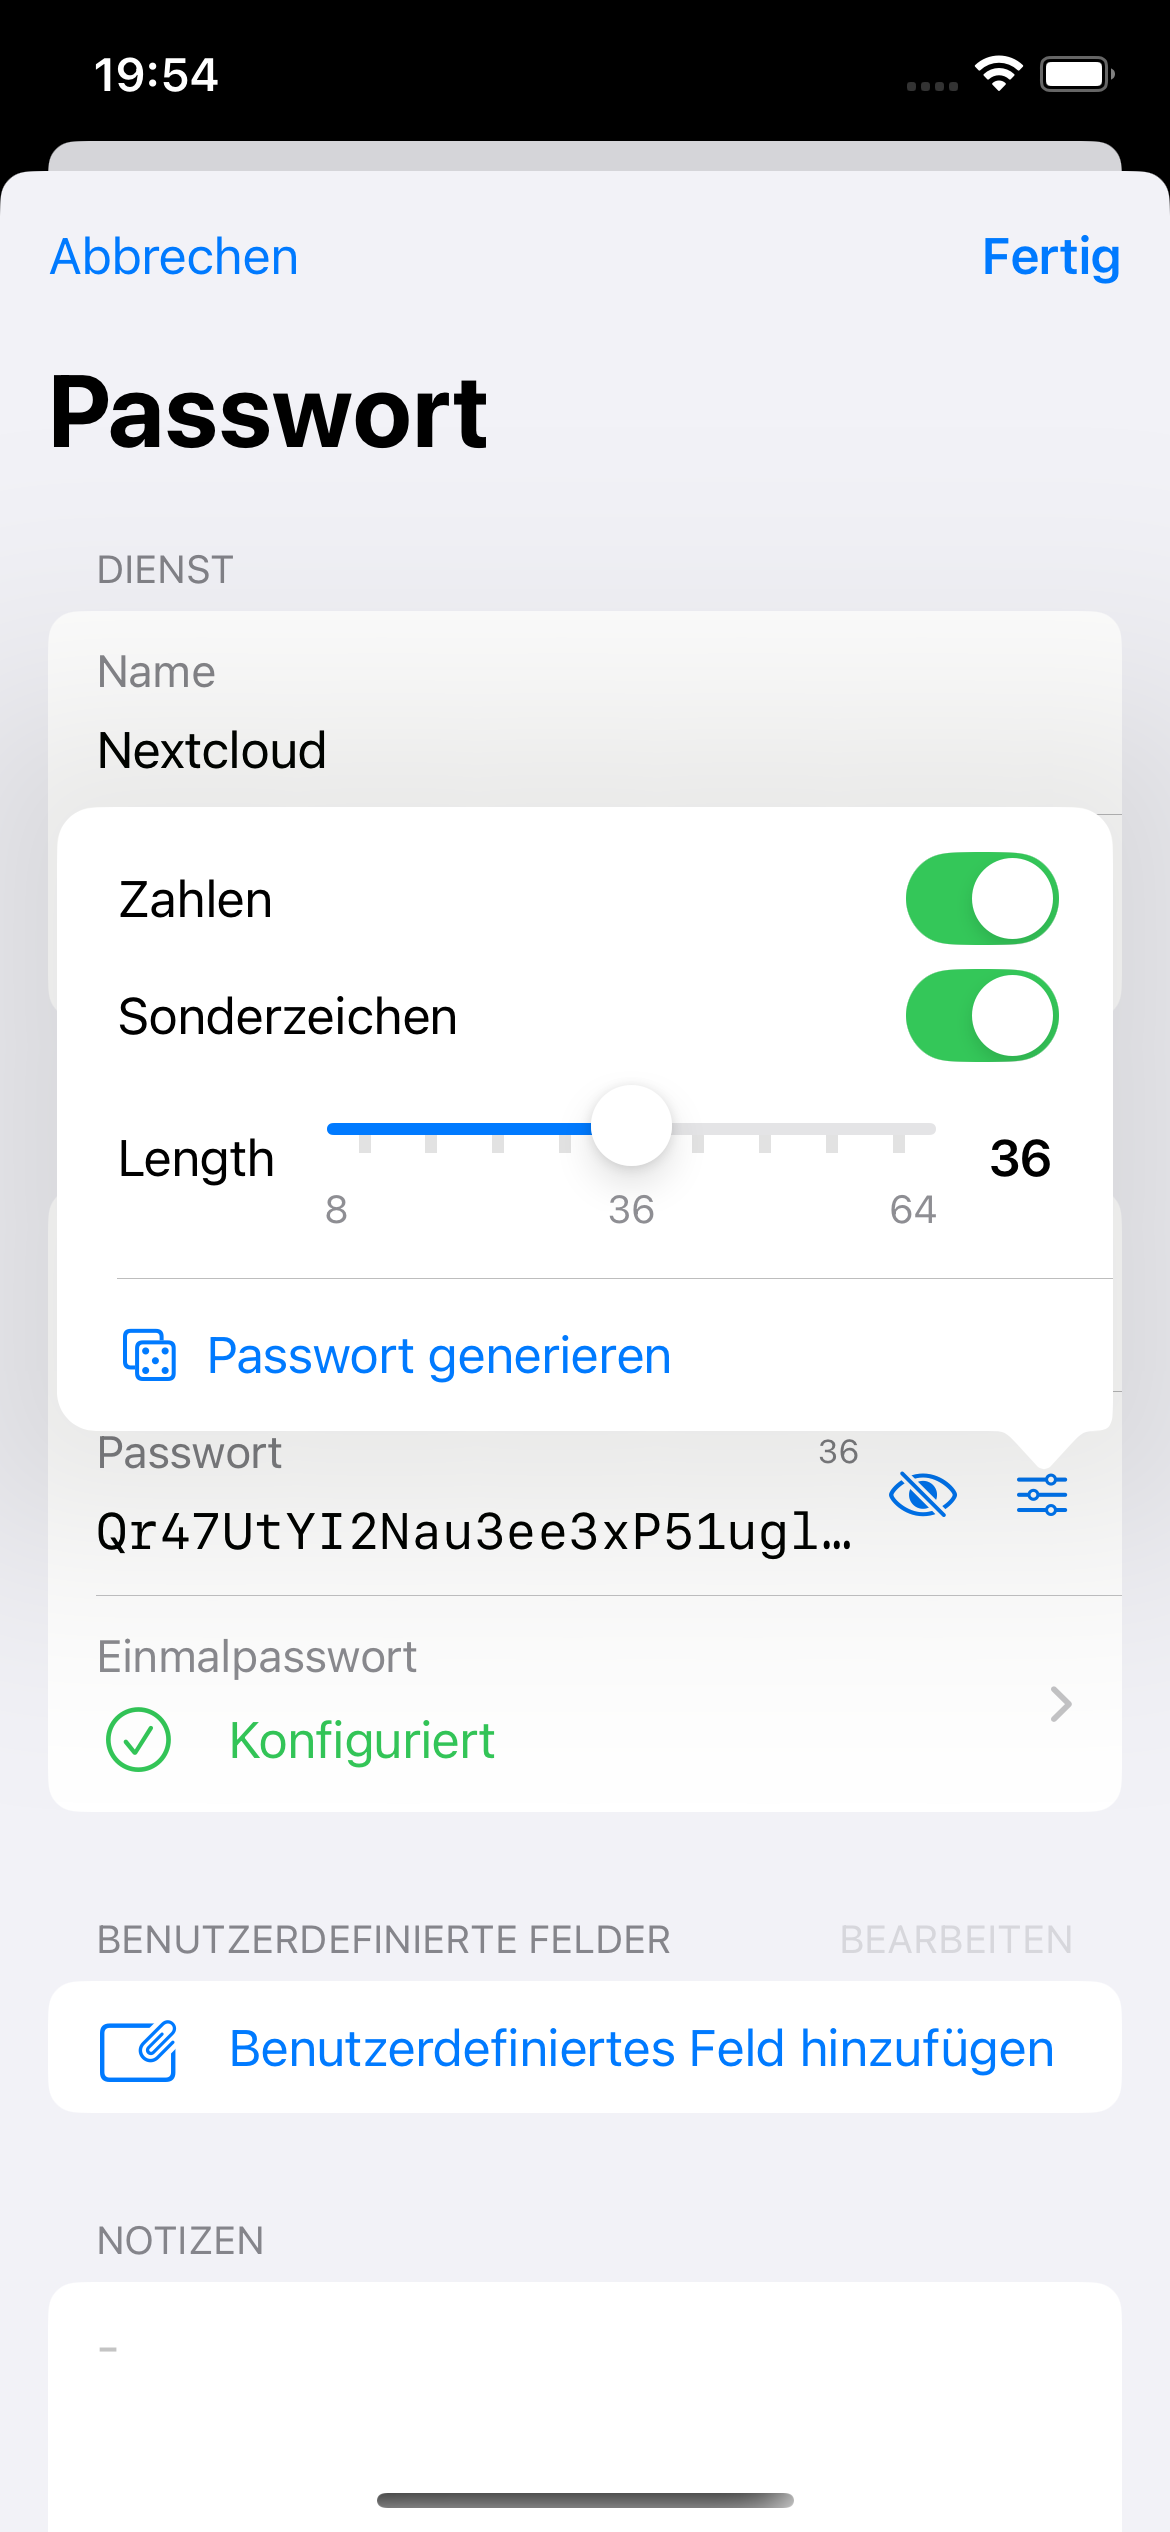 19:54
Abbrechen
Fertig
Passwort
DIENST
Name
Nextcloud
Zahlen
Sonderzeichen
Length
36
8
36
64
Passwort generieren
Passwort
36
Qr47UtYI2Nau3ee3xP51ugl…
Einmalpasswort
Konfiguriert
BENUTZERDEFINIERTE FELDER
BEARBEITEN
Benutzerdefiniertes Feld hinzufügen
NOTIZEN
-